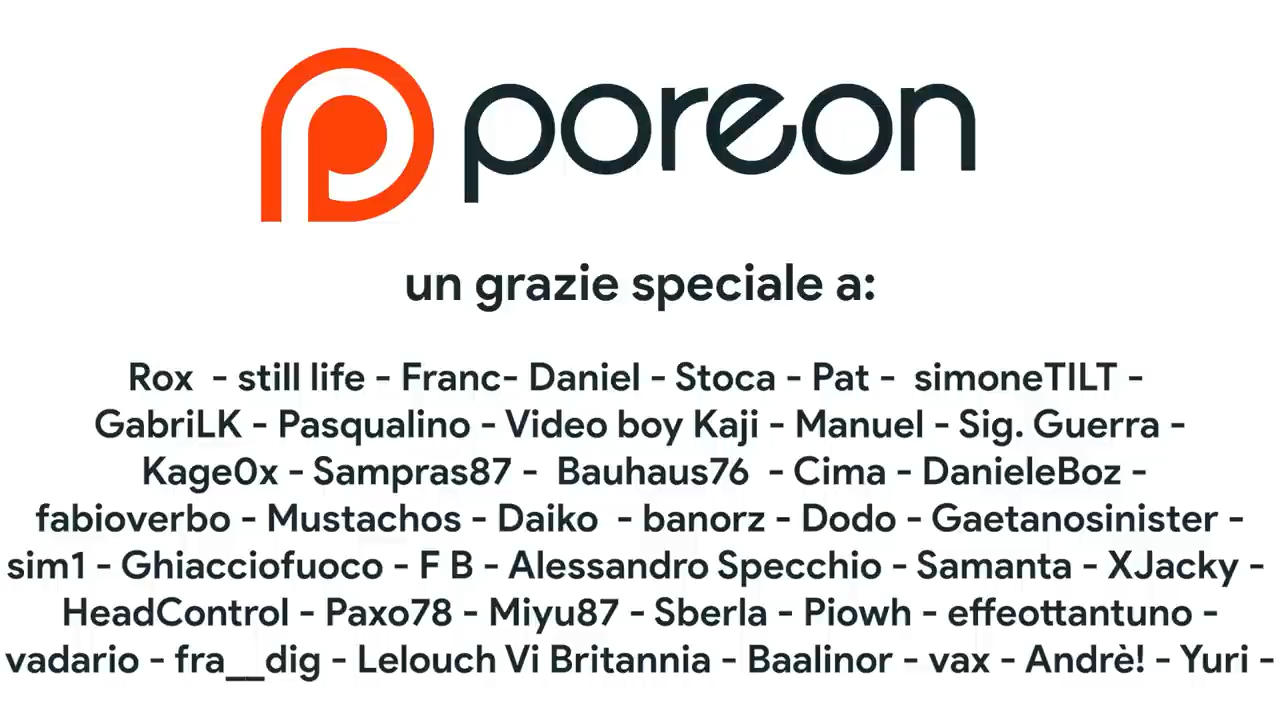 poreon
un grazie speciale a:
Rox - still life - Franc- Daniel - Stoca - Pat - simoneTILT -
GabriLK - Pasqualino - Video boy Kaji - Manuel - Sig. Guerra -
Kage0x - Sampras87 - Bauhaus76 - Cima - DanieleBoz -
fabioverbo - Mustachos - Daiko - banorz - Dodo - Gaetanosinister -
sim1 - Ghiacciofuoco - F B - Alessandro Specchio - Samanta - XJacky -
HeadControl - Paxo78 - Miyu87 - Sberla - Piowh - effeottantuno -
vadario - fra__dig - Lelouch Vi Britannia - Baalinor - vax - Andrè! - Yuri -